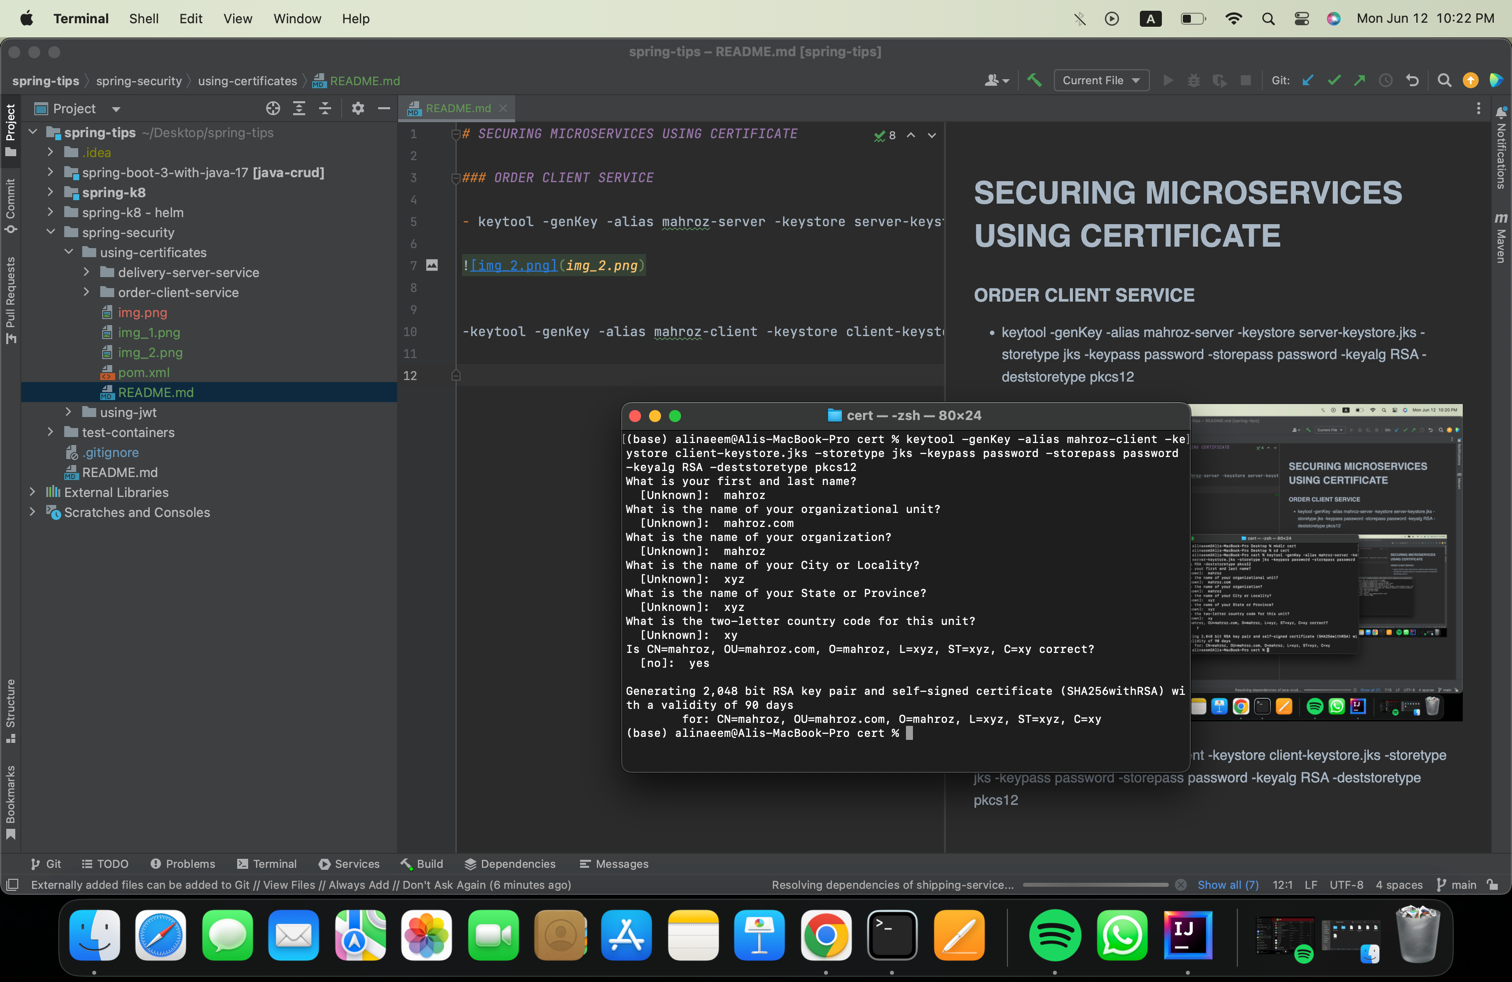 Terminal Shell Edit View Window Help A Mon Jun 12 10:22 PM
spring-tips – README.md [spring-tips]
spring-tips spring-security using-certificates README.md Current File Git:
Project README.md
Project
Commit
Pull Requests
Structure
Bookmarks
Notifications
m Maven
spring-tips ~/Desktop/spring-tips
.idea
spring-boot-3-with-java-17 [java-crud]
spring-k8
spring-k8 - helm
spring-security
using-certificates
delivery-server-service
order-client-service
img.png
img_1.png
img_2.png
pom.xml
README.md
using-jwt
test-containers
.gitignore
README.md
External Libraries
Scratches and Consoles
1 # SECURING MICROSERVICES USING CERTIFICATE 8
2
3 ### ORDER CLIENT SERVICE
4
5 - keytool -genKey -alias mahroz-server -keystore server-keyst
6
7 ![img_2.png](img_2.png)
8
9
10 -keytool -genKey -alias mahroz-client -keystore client-keyst
11
12
SECURING MICROSERVICES
USING CERTIFICATE
ORDER CLIENT SERVICE
• keytool -genKey -alias mahroz-server -keystore server-keystore.jks -
storetype jks -keypass password -storepass password -keyalg RSA -
deststoretype pkcs12
cert — -zsh — 80×24
(base) alinaeem@Alis-MacBook-Pro cert % keytool -genKey -alias mahroz-client -ke
ystore client-keystore.jks -storetype jks -keypass password -storepass password
-keyalg RSA -deststoretype pkcs12
What is your first and last name?
[Unknown]: mahroz
What is the name of your organizational unit?
[Unknown]: mahroz.com
What is the name of your organization?
[Unknown]: mahroz
What is the name of your City or Locality?
[Unknown]: xyz
What is the name of your State or Province?
[Unknown]: xyz
What is the two-letter country code for this unit?
[Unknown]: xy
Is CN=mahroz, OU=mahroz.com, O=mahroz, L=xyz, ST=xyz, C=xy correct?
[no]: yes
Generating 2,048 bit RSA key pair and self-signed certificate (SHA256withRSA) wi
th a validity of 90 days
for: CN=mahroz, OU=mahroz.com, O=mahroz, L=xyz, ST=xyz, C=xy
(base) alinaeem@Alis-MacBook-Pro cert %
SECURING MICROSERVICES
USING CERTIFICATE
ORDER CLIENT SERVICE
nt -keystore client-keystore.jks -storetype
jks -keypass password -storepass password -keyalg RSA -deststoretype
pkcs12
Git TODO Problems Terminal Services Build Dependencies Messages
Externally added files can be added to Git // View Files // Always Add // Don't Ask Again (6 minutes ago) Resolving dependencies of shipping-service... Show all (7) 12:1 LF UTF-8 4 spaces main
IJ